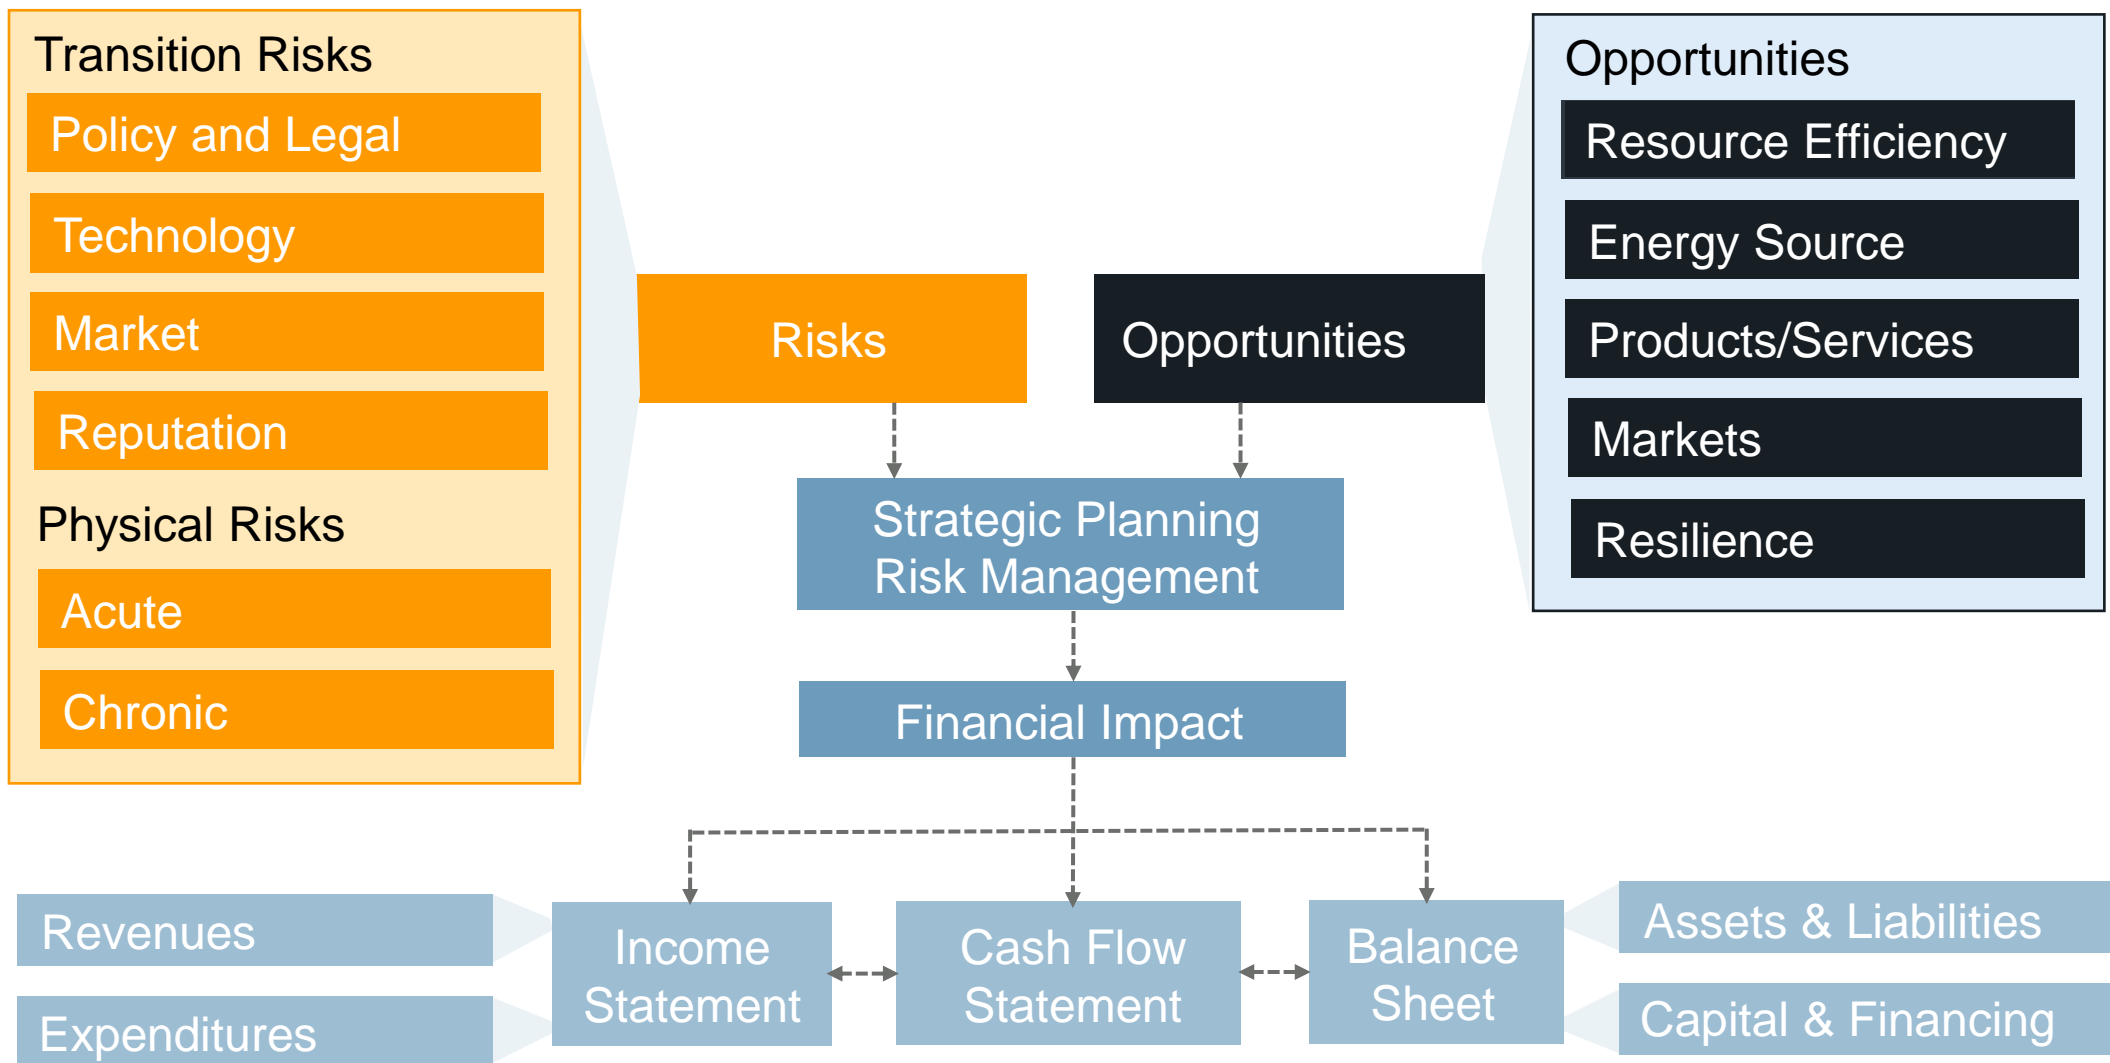 Transition Risks
Policy and Legal
Technology
Market
Reputation
Physical Risks
Acute
Chronic
Risks
Opportunities
Opportunities
Resource Efficiency
Energy Source
Products/Services
Markets
Resilience
Strategic Planning
Risk Management
Financial Impact
Revenues
Expenditures
Income
Statement
Cash Flow
Statement
Balance
Sheet
Assets & Liabilities
Capital & Financing